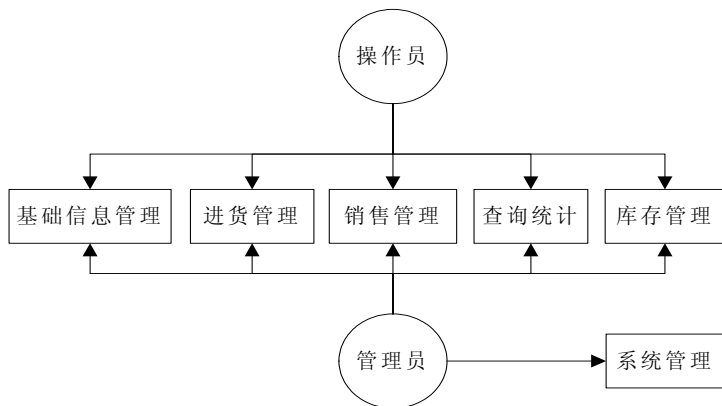 操作员
基础信息管理
进货管理
销售管理
查询统计
库存管理
管理员
系统管理